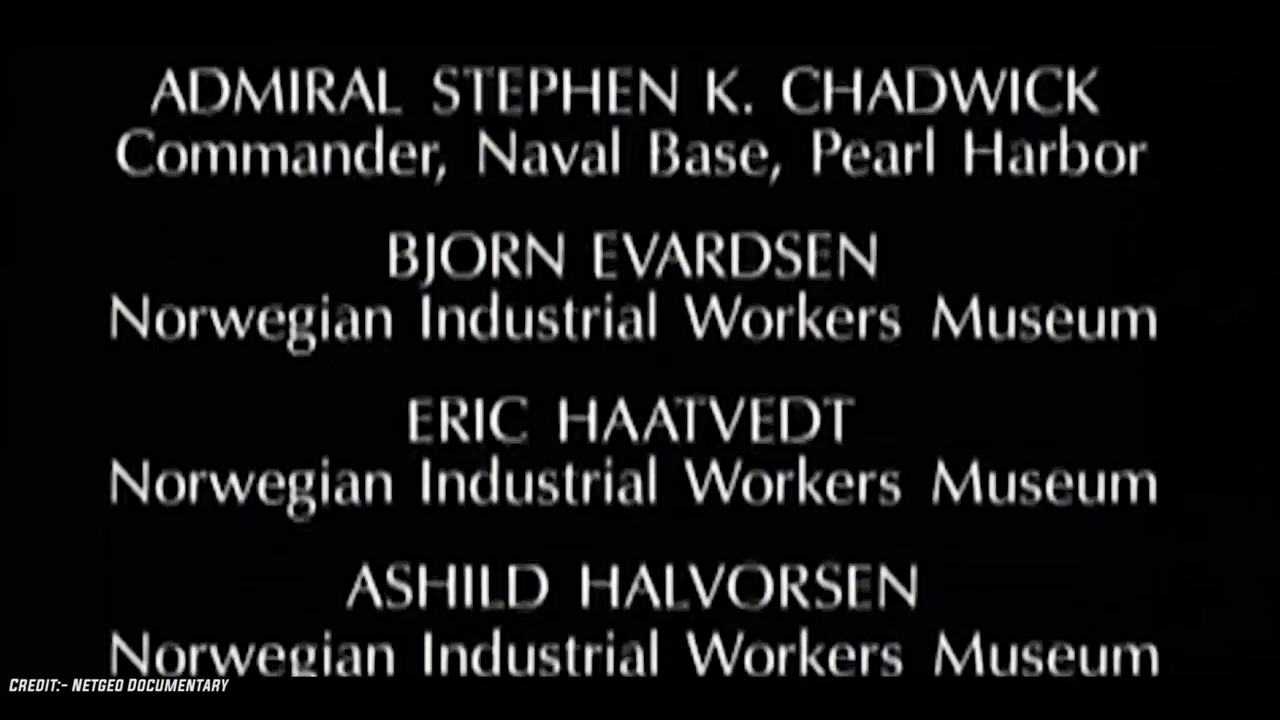 ADMIRAL STEPHEN K. CHADWICK
Commander, Naval Base, Pearl Harbor
BJORN EVARDSEN
Norwegian Industrial Workers Museum
ERIC HAATVEDT
Norwegian Industrial Workers Museum
ASHILD HALVORSEN
Norwegian Industrial Workers Museum
CREDIT:- NETGEO DOCUMENTARY